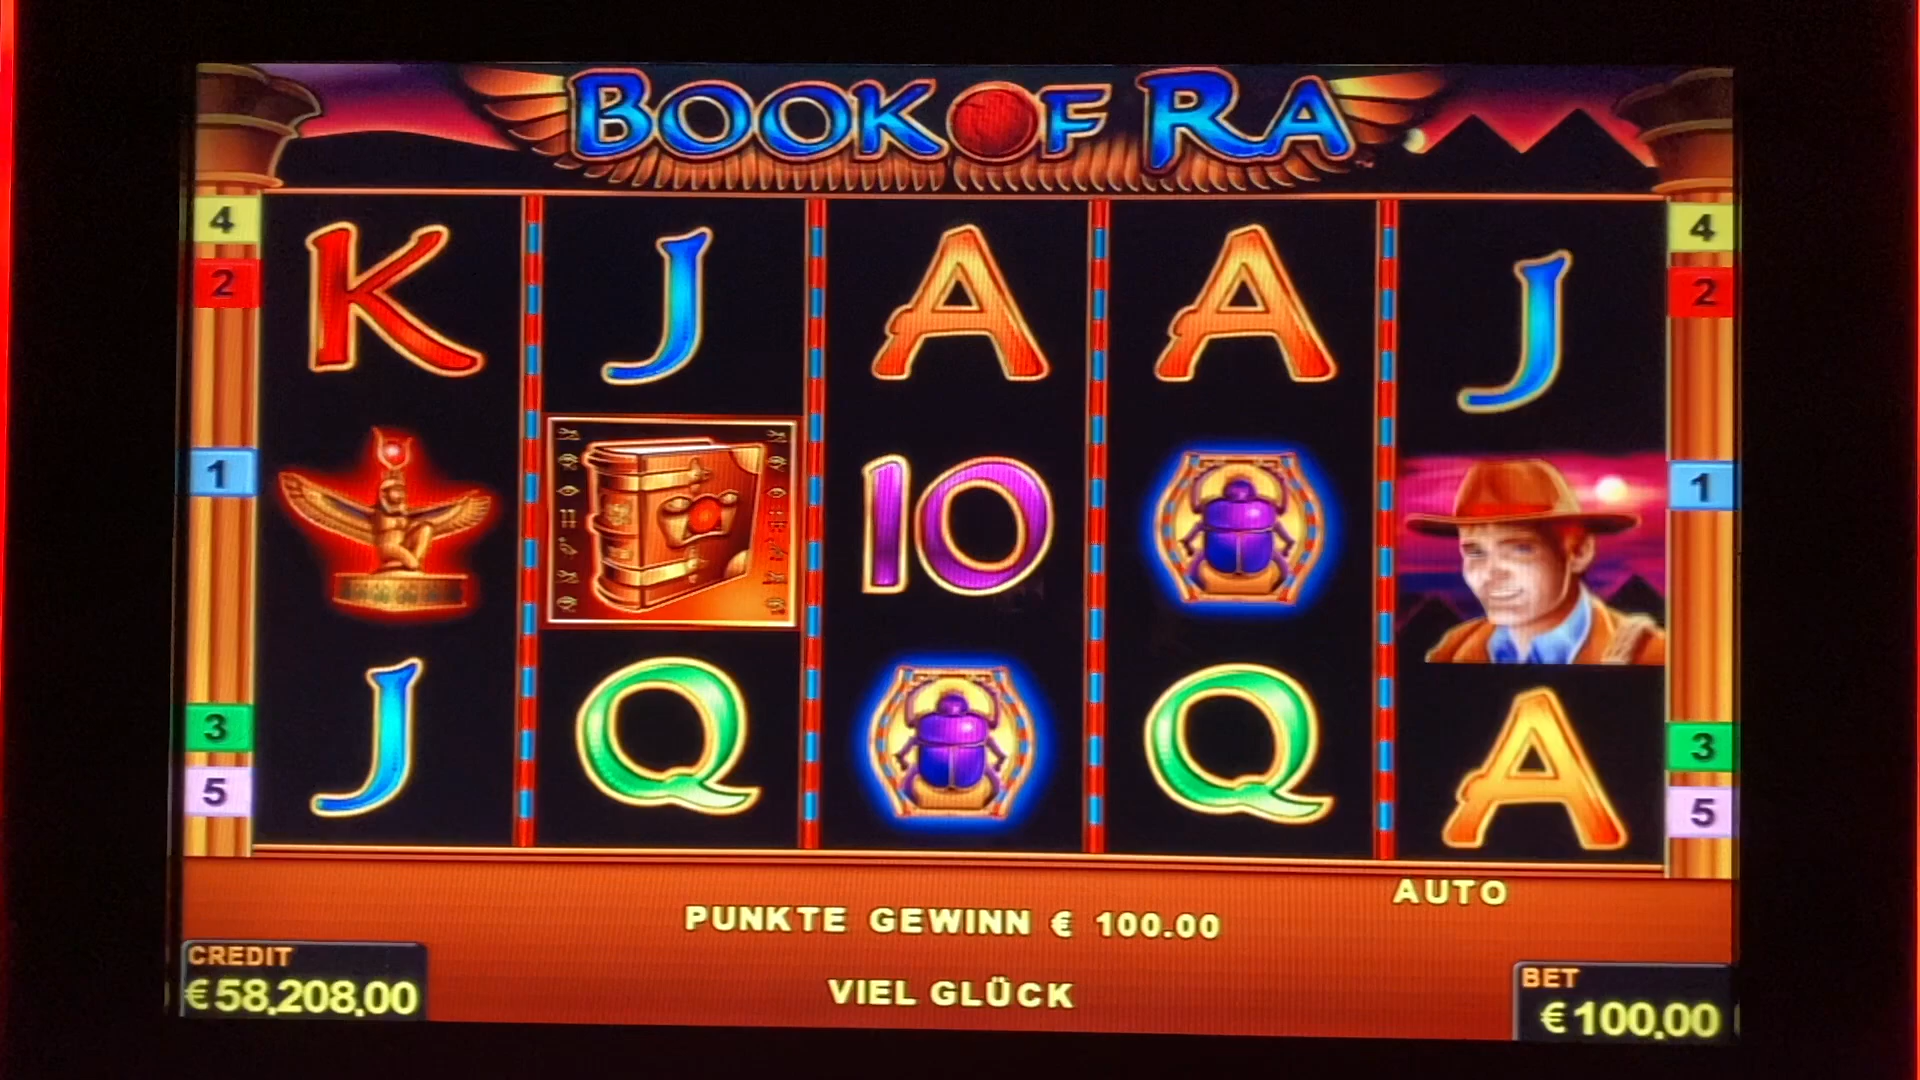 BOOK OF RA
4 4
2 2
K J A A J
1 1
10
J Q Q A
3 3
5 5
AUTO
PUNKTE GEWINN € 100.00
CREDIT
€58,208.00
VIEL GLÜCK
BET
€100.00